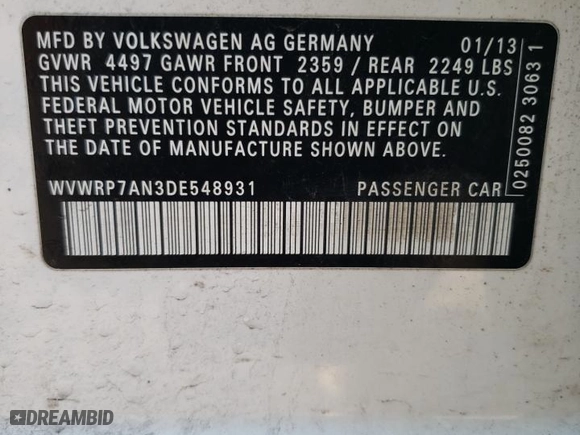 MFD BY VOLKSWAGEN AG GERMANY 01/13
GVWR 4497 GAWR FRONT 2359 / REAR 2249 LBS
THIS VEHICLE CONFORMS TO ALL APPLICABLE U.S.
FEDERAL MOTOR VEHICLE SAFETY, BUMPER AND
THEFT PREVENTION STANDARDS IN EFFECT ON
THE DATE OF MANUFACTURE SHOWN ABOVE.
WVWRP7AN3DE548931 PASSENGER CAR
0250082 3063 1
DREAMBID